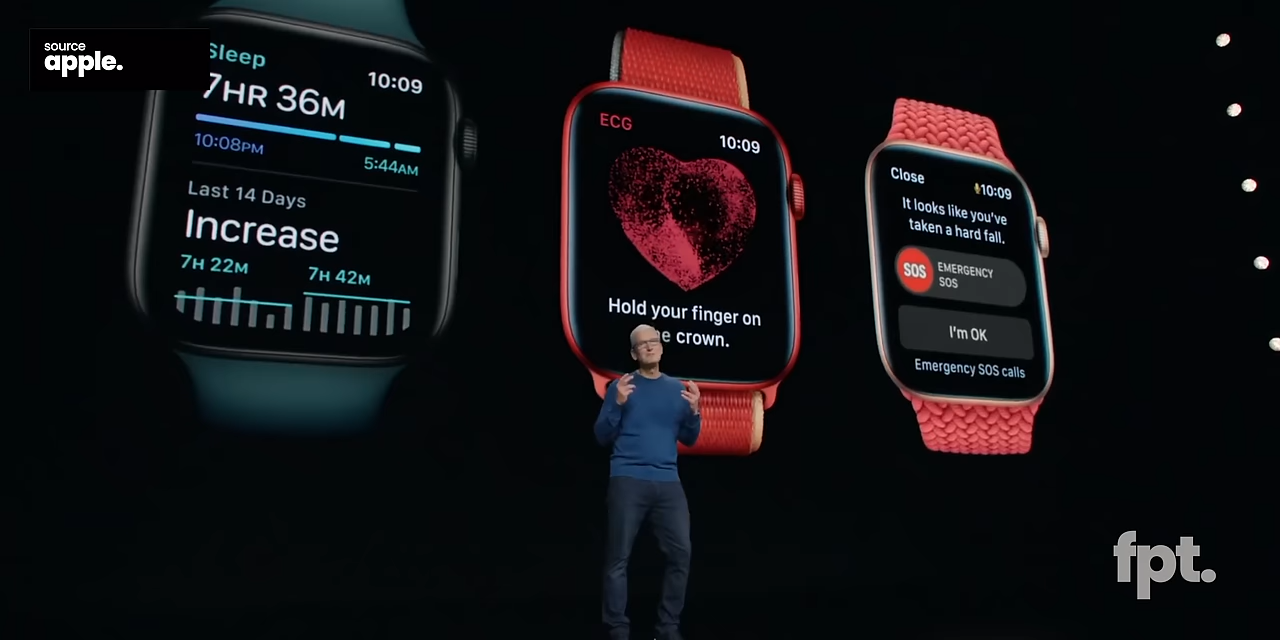 source
apple.
Sleep
10:09
7HR 36M
10:08PM
5:44AM
Last 14 Days
Increase
7H 22M
7H 42M
ECG
10:09
Hold your finger on
crown.
Close
10:09
It looks like you've
taken a hard fall.
SOS
EMERGENCY
SOS
I'm OK
Emergency SOS calls
fpt.